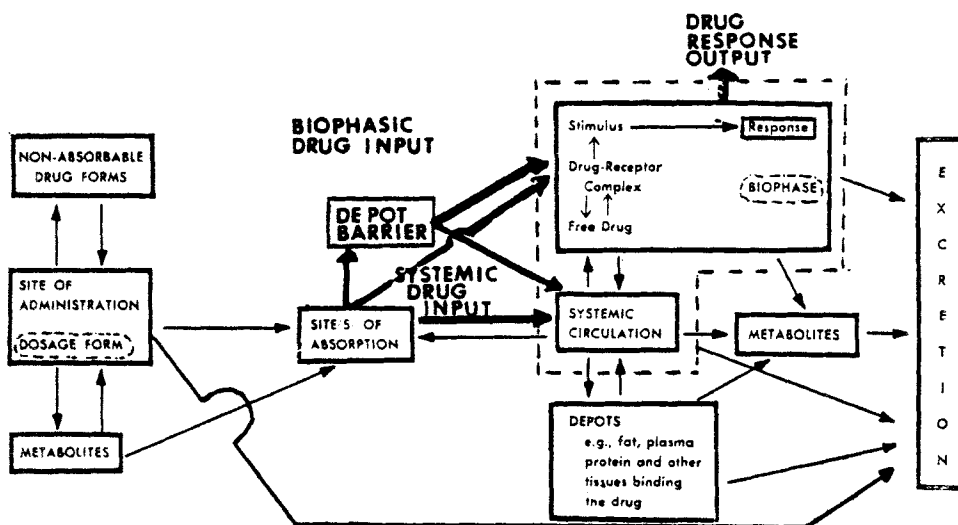 DRUG
RESPONSE
OUTPUT
BIOPHASIC
DRUG INPUT
NON-ABSORBABLE
DRUG FORMS
Stimulus
Response
Drug-Receptor
Complex
BIOPHASE
Free Drug
DEPOT
BARRIER
SITE OF
ADMINISTRATION
DOSAGE FORM
SYSTEMIC
DRUG
INPUT
SITE'S OF
ABSORPTION
SYSTEMIC
CIRCULATION
METABOLITES
METABOLITES
DEPOTS
e.g., fat, plasma
protein and other
tissues binding
the drug
E
X
C
R
E
T
I
O
N